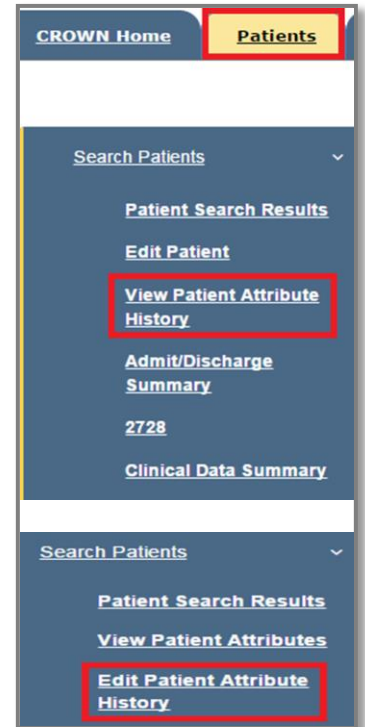 CROWN Home
Patients
Search Patients
Patient Search Results
Edit Patient
View Patient Attribute
History
Admit/Discharge
Summary
2728
Clinical Data Summary
Search Patients
Patient Search Results
View Patient Attributes
Edit Patient Attribute
History